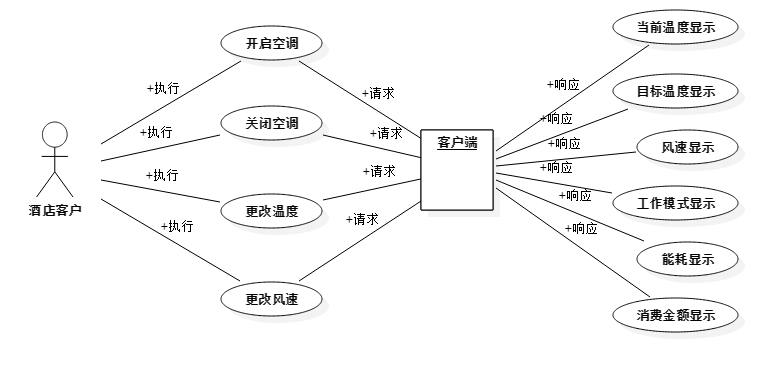 酒店客户
+执行
+执行
+执行
+执行
开启空调
关闭空调
更改温度
更改风速
+请求
+请求
+请求
+请求
客户端
+响应
+响应
+响应
+响应
+响应
+响应
当前温度显示
目标温度显示
风速显示
工作模式显示
能耗显示
消费金额显示